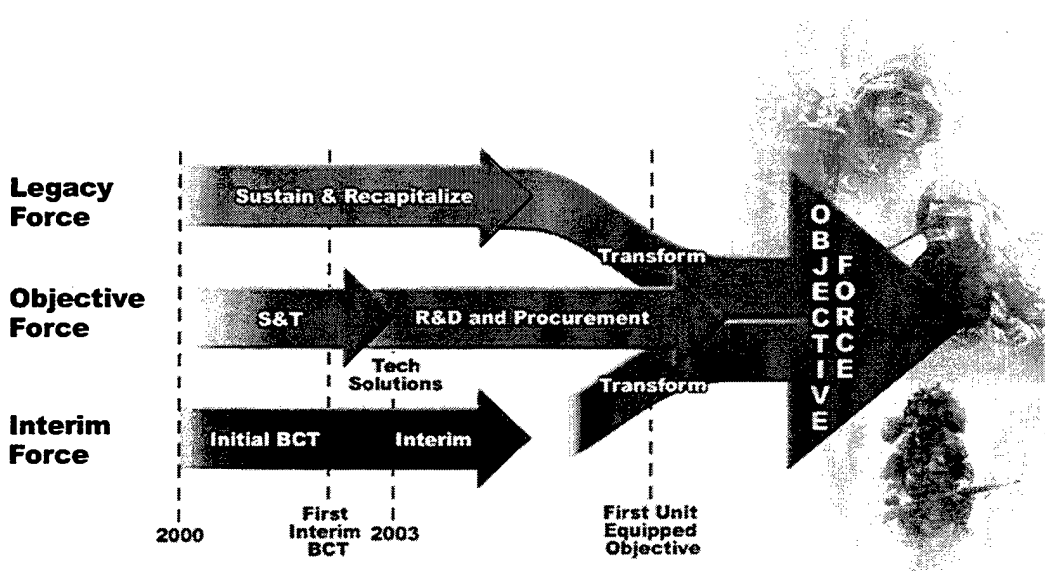 Legacy
Force
Sustain & Recapitalize
Transform
Objective
Force
S&T
R&D and Procurement
Tech
Solutions
Transform
Interim
Force
Initial BCT
Interim
2000
First
Interim
BCT
2003
First Unit
Equipped
Objective
OBJECTIVE
FORCE